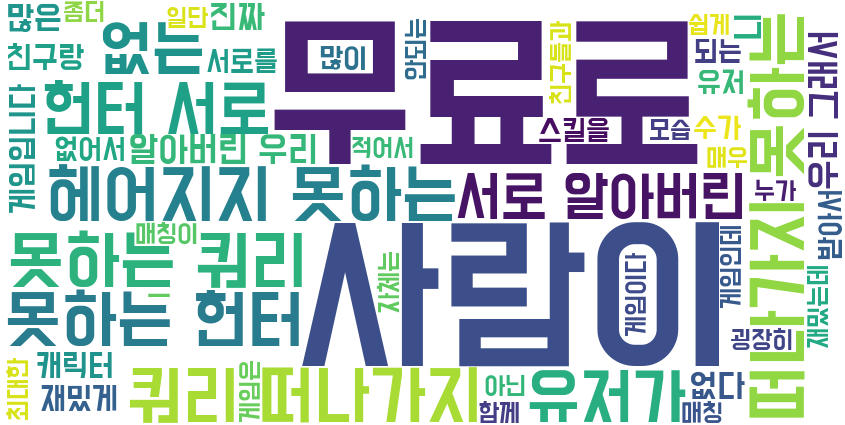 많은 좀더 일단 진짜
친구랑 없는 서로를 많이 안되는 무료로 친구들과 쉽게 되는 니
헌터 서로 유저
게임입니다 없어서 알아버린 우리 적어서 스킬을 모습 수가 매우
헤어지지 못하는 서로 알아버린 누가
떠나가지 못하는
우리 그래서
받아서
못하는 쿼리 매칭이 사람이 자체는 게임이다 게임인데 재밌는데
못하는 헌터 굉장히
최대한 캐릭터
재밌게 쿼리 게임은 떠나가지 아닌 함께 유저가 없다 매칭